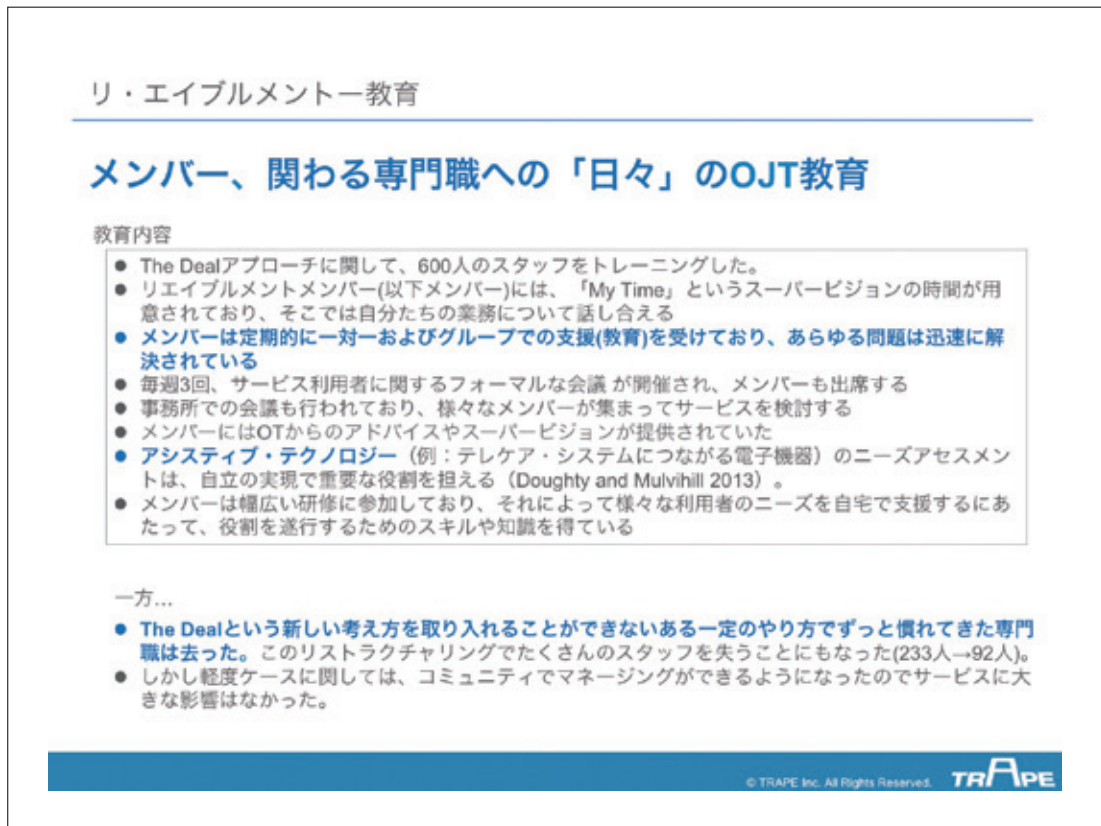 リ・エイブルメントー教育
メンバー、関わる専門職への「日々」のOJT教育
教育内容
● The Dealアプローチに関して、600人のスタッフをトレーニングした。
● リエイブルメントメンバー(以下メンバー)には、「My Time」というスーパービジョンの時間が用
意されており、そこでは自分たちの業務について話し合える
● メンバーは定期的に一対一およびグループでの支援(教育)を受けており、あらゆる問題は迅速に解
決されている
● 毎週3回、サービス利用者に関するフォーマルな会議 が開催され、メンバーも出席する
● 事務所での会議も行われており、様々なメンバーが集まってサービスを検討する
● メンバーにはOTからのアドバイスやスーパービジョンが提供されていた
● アシスティブ・テクノロジー（例：テレケア・システムにつながる電子機器）のニーズアセスメン
トは、自立の実現で重要な役割を担える（Doughty and Mulvihill 2013）。
● メンバーは幅広い研修に参加しており、それによって様々な利用者のニーズを自宅で支援するにあ
たって、役割を遂行するためのスキルや知識を得ている
一方...
● The Dealという新しい考え方を取り入れることができないある一定のやり方でずっと慣れてきた専門
職は去った。このリストラクチャリングでたくさんのスタッフを失うことにもなった(233人→92人)。
● しかし軽度ケースに関しては、コミュニティでマネージングができるようになったのでサービスに大
きな影響はなかった。
© TRAPE Inc. All Rights Reserved. TRAPE